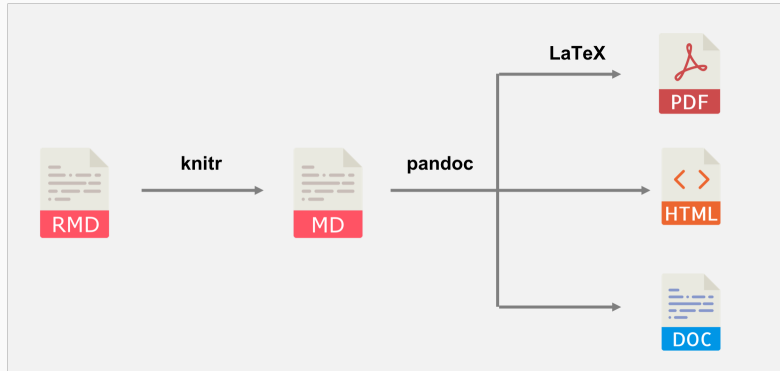 LaTeX
PDF
knitr
pandoc
RMD
MD
HTML
DOC